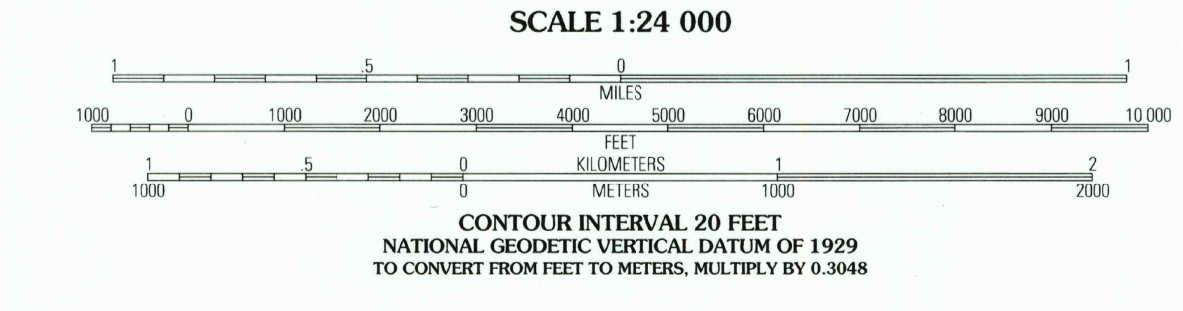 SCALE 1:24 000
1 .5 0 1
MILES
1000 0 1000 2000 3000 4000 5000 6000 7000 8000 9000 10 000
FEET
1 .5 0 KILOMETERS 1 2
1000 0 METERS 1000 2000
CONTOUR INTERVAL 20 FEET
NATIONAL GEODETIC VERTICAL DATUM OF 1929
TO CONVERT FROM FEET TO METERS, MULTIPLY BY 0.3048